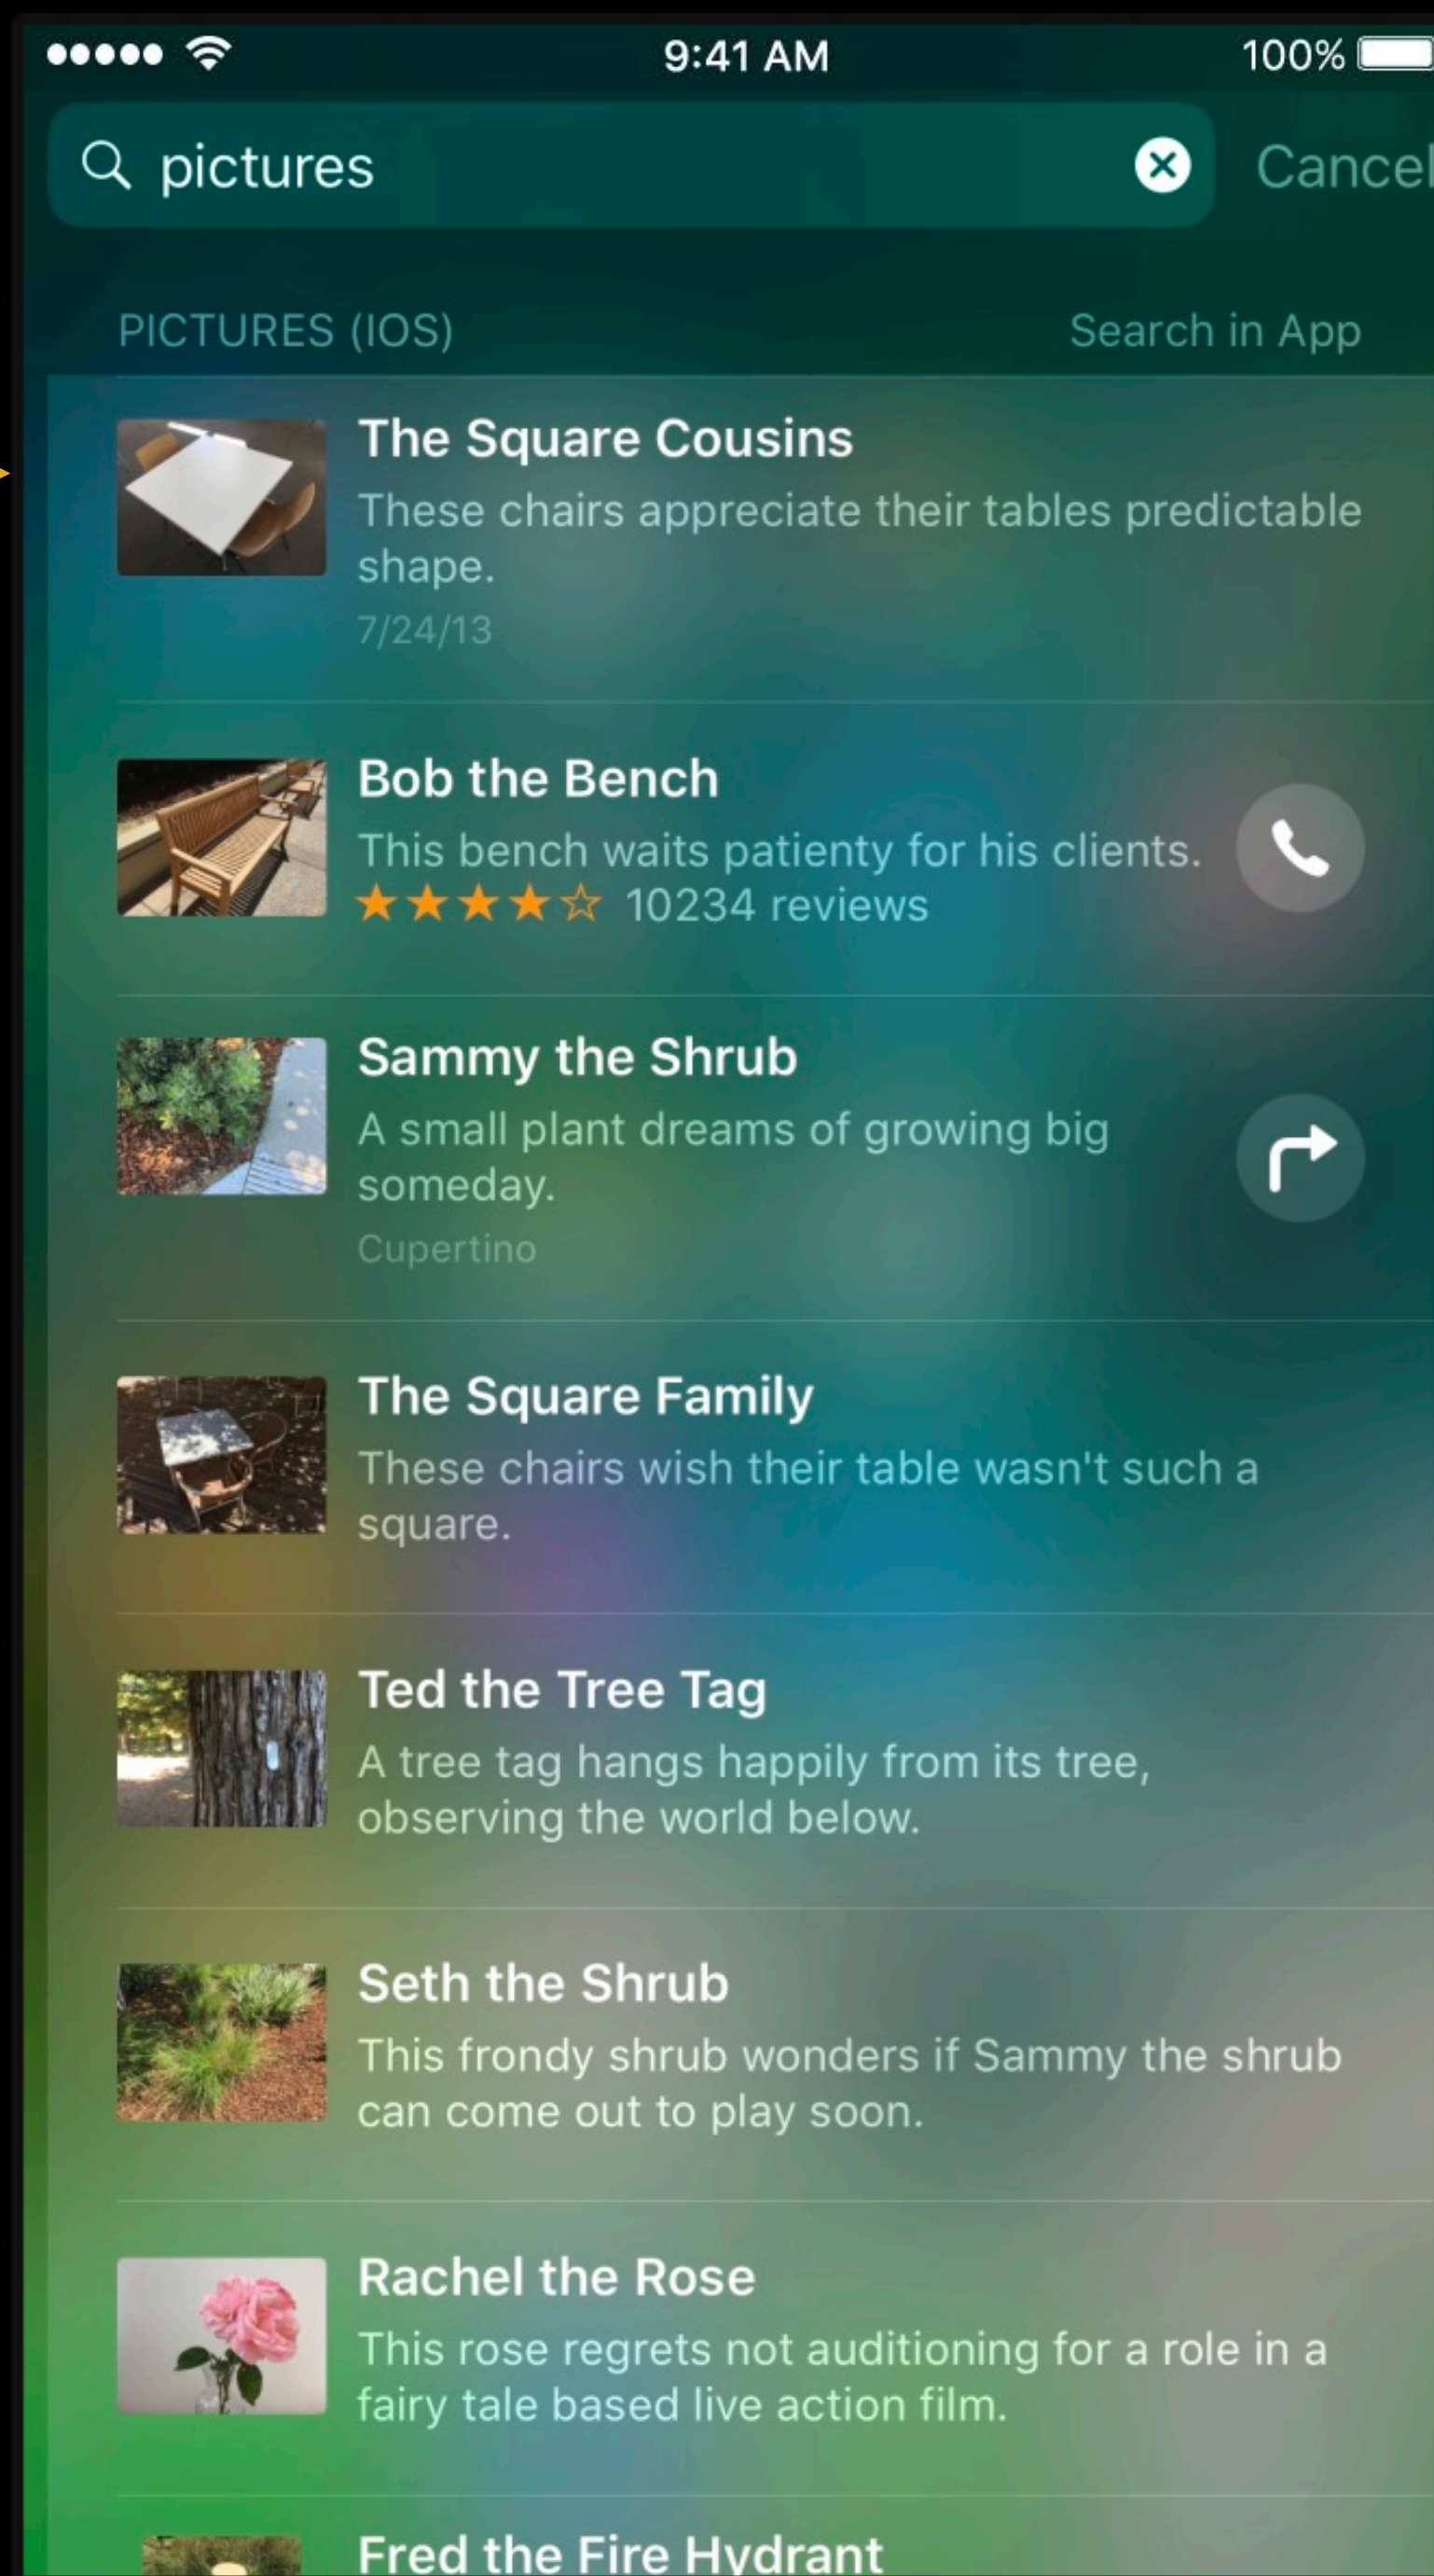 9:41 AM
100%
pictures
Cancel
PICTURES (IOS)
Search in App
The Square Cousins
These chairs appreciate their tables predictable
shape.
7/24/13
Bob the Bench
This bench waits patienty for his clients.
★★★★☆ 10234 reviews
Sammy the Shrub
A small plant dreams of growing big
someday.
Cupertino
The Square Family
These chairs wish their table wasn't such a
square.
Ted the Tree Tag
A tree tag hangs happily from its tree,
observing the world below.
Seth the Shrub
This frondy shrub wonders if Sammy the shrub
can come out to play soon.
Rachel the Rose
This rose regrets not auditioning for a role in a
fairy tale based live action film.
Fred the Fire Hydrant